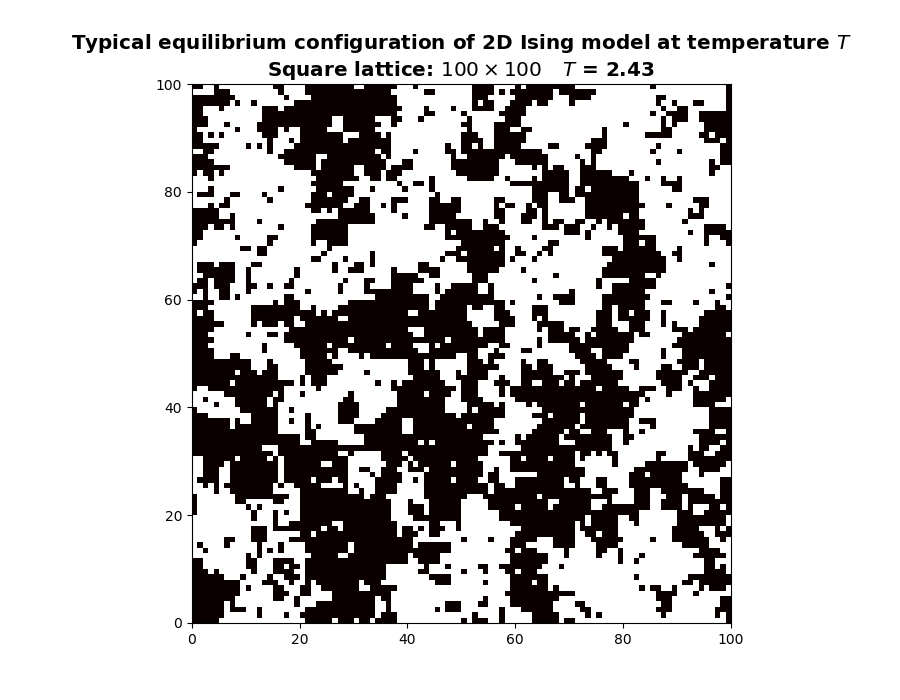 Typical equilibrium configuration of 2D Ising model at temperature T
Square lattice: 100 × 100 T = 2.43
100
80
60
40
20
0
0 20 40 60 80 100